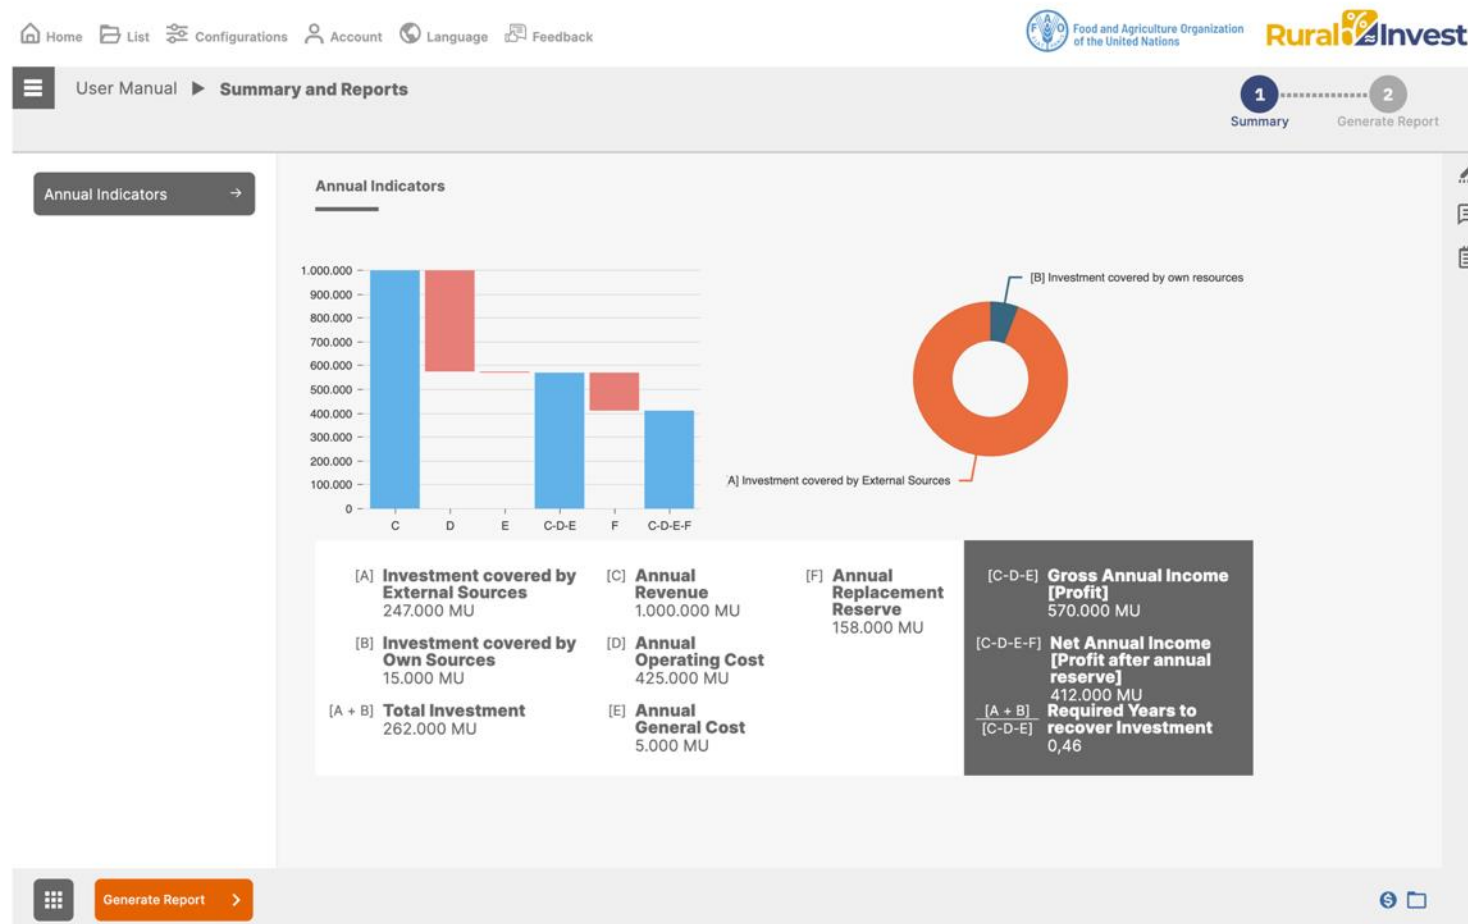 Home List Configurations Account Language Feedback
FAO
Food and Agriculture Organization
of the United Nations
Rural Invest
User Manual ▶ Summary and Reports
1 2
Summary Generate Report
Annual Indicators →
Annual Indicators
1.000.000
900.000
800.000
700.000
600.000
500.000
400.000
300.000
200.000
100.000
0
C D E C-D-E F C-D-E-F
[B] Investment covered by own resources
A] Investment covered by External Sources
[A] Investment covered by
External Sources
247.000 MU
[B] Investment covered by
Own Sources
15.000 MU
[A + B] Total Investment
262.000 MU
[C] Annual
Revenue
1.000.000 MU
[D] Annual
Operating Cost
425.000 MU
[E] Annual
General Cost
5.000 MU
[F] Annual
Replacement
Reserve
158.000 MU
[C-D-E] Gross Annual Income
[Profit]
570.000 MU
[C-D-E-F] Net Annual Income
[Profit after annual
reserve]
412.000 MU
[A + B] Required Years to
[C-D-E] recover Investment
0,46
Generate Report